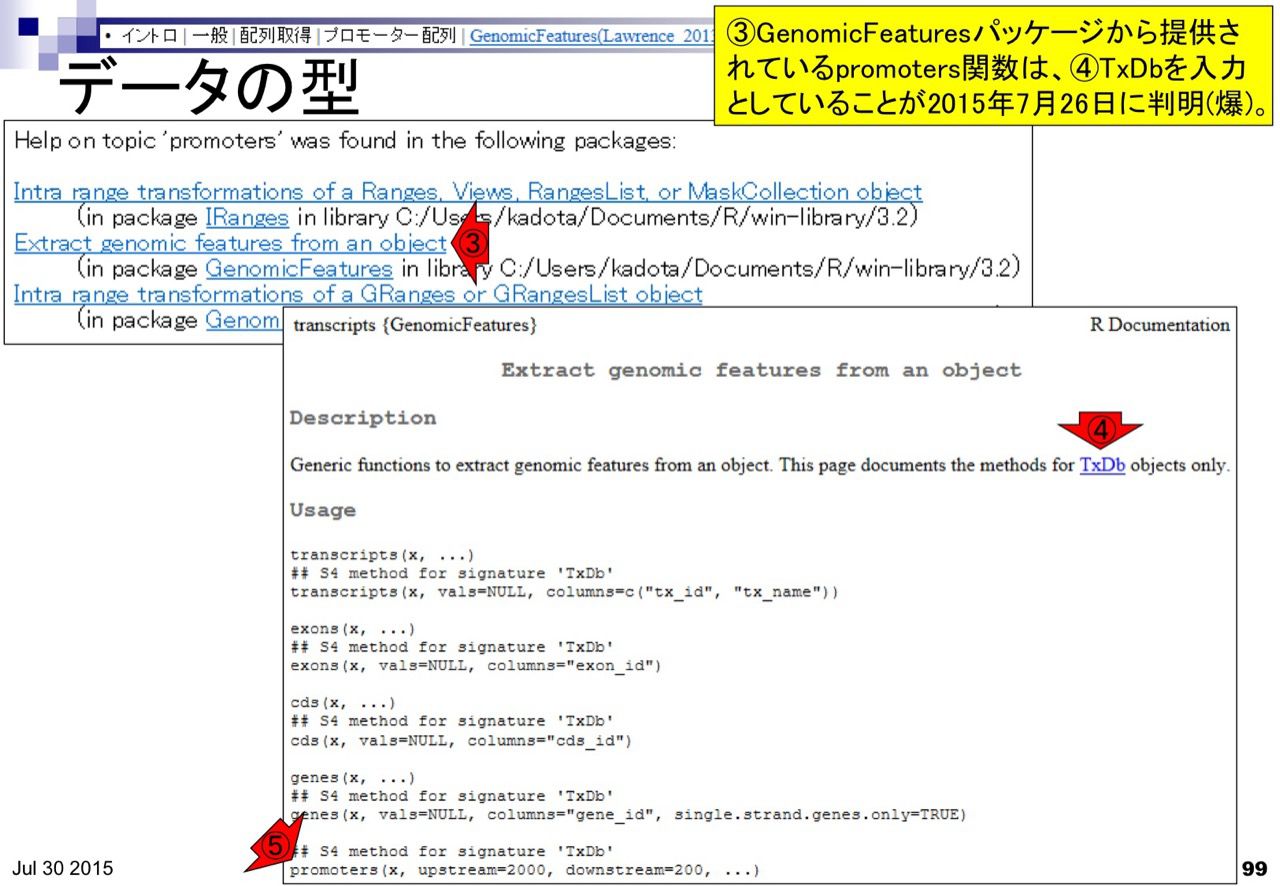 • イントロ | 一般 | 配列取得 | プロモーター配列 | GenomicFeatures(Lawrence_201
データの型
③GenomicFeaturesパッケージから提供さ
れているpromoters関数は、④TxDbを入力
としていることが2015年7月26日に判明(爆)。
Help on topic 'promoters' was found in the following packages:
Intra range transformations of a Ranges, Views, RangesList, or MaskCollection object
(in package IRanges in library C:/Users/kadota/Documents/R/win-library/3.2)
Extract genomic features from an object
③
(in package GenomicFeatures in library C:/Users/kadota/Documents/R/win-library/3.2)
Intra range transformations of a GRanges or GRangesList object
(in package Genom
transcripts {GenomicFeatures}
R Documentation
Extract genomic features from an object
Description
④
Generic functions to extract genomic features from an object. This page documents the methods for TxDb objects only.
Usage
transcripts(x, ...)
## S4 method for signature 'TxDb'
transcripts(x, vals=NULL, columns=c("tx_id", "tx_name"))
exons(x, ...)
## S4 method for signature 'TxDb'
exons(x, vals=NULL, columns="exon_id")
cds(x, ...)
## S4 method for signature 'TxDb'
cds(x, vals=NULL, columns="cds_id")
genes(x, ...)
## S4 method for signature 'TxDb'
genes(x, vals=NULL, columns="gene_id", single.strand.genes.only=TRUE)
⑤
## S4 method for signature 'TxDb'
promoters(x, upstream=2000, downstream=200, ...)
Jul 30 2015
99